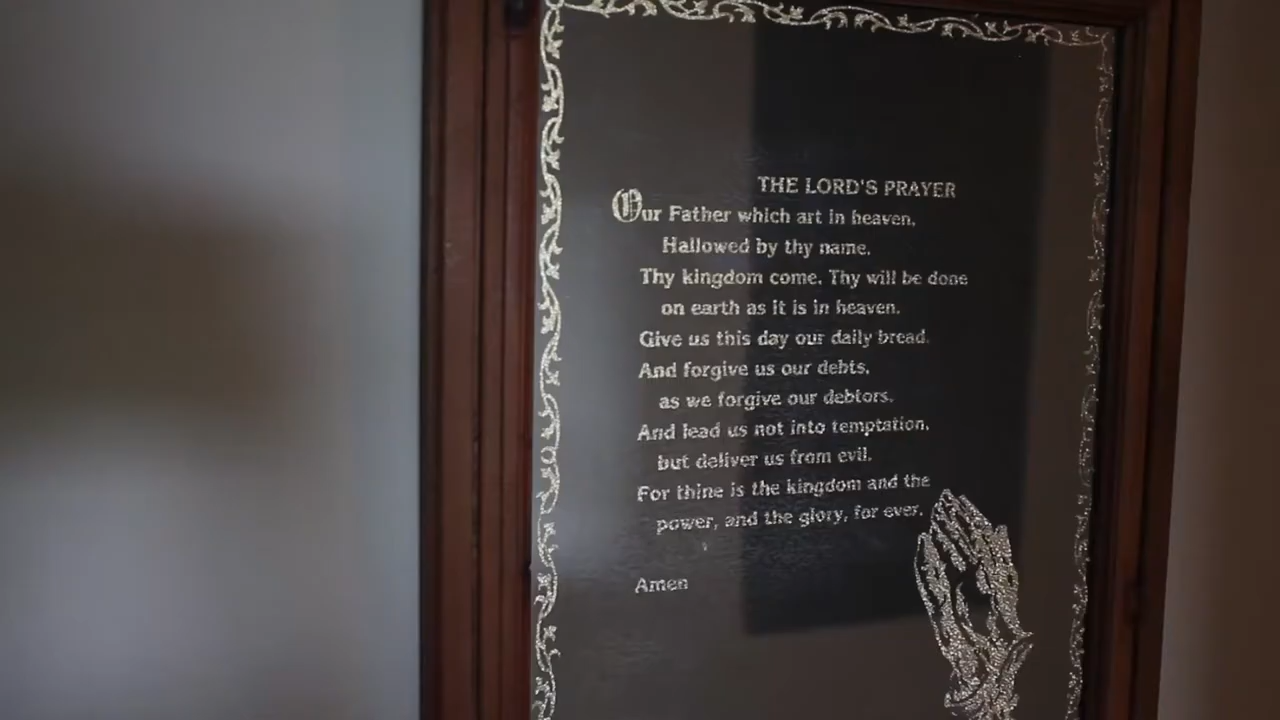 THE LORD'S PRAYER
Our Father which art in heaven,
Hallowed by thy name.
Thy kingdom come. Thy will be done
on earth as it is in heaven.
Give us this day our daily bread.
And forgive us our debts,
as we forgive our debtors.
And lead us not into temptation,
but deliver us from evil.
For thine is the kingdom and the
power, and the glory, for ever.
Amen